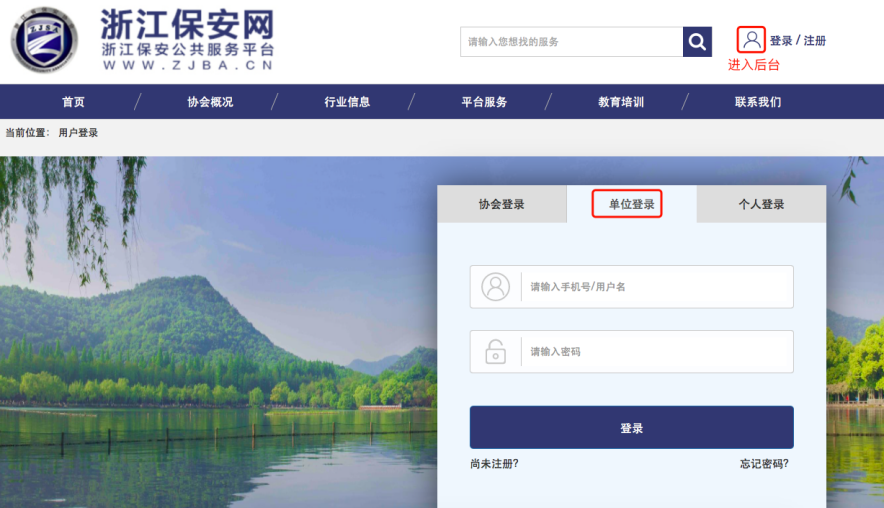 浙江保安网
浙江保安公共服务平台
WWW.ZJBA.CN
请输入您想找的服务
登录 / 注册
进入后台
首页 / 协会概况 / 行业信息 / 平台服务 / 教育培训 / 联系我们
当前位置： 用户登录
协会登录 单位登录 个人登录
请输入手机号/用户名
请输入密码
登录
尚未注册? 忘记密码?